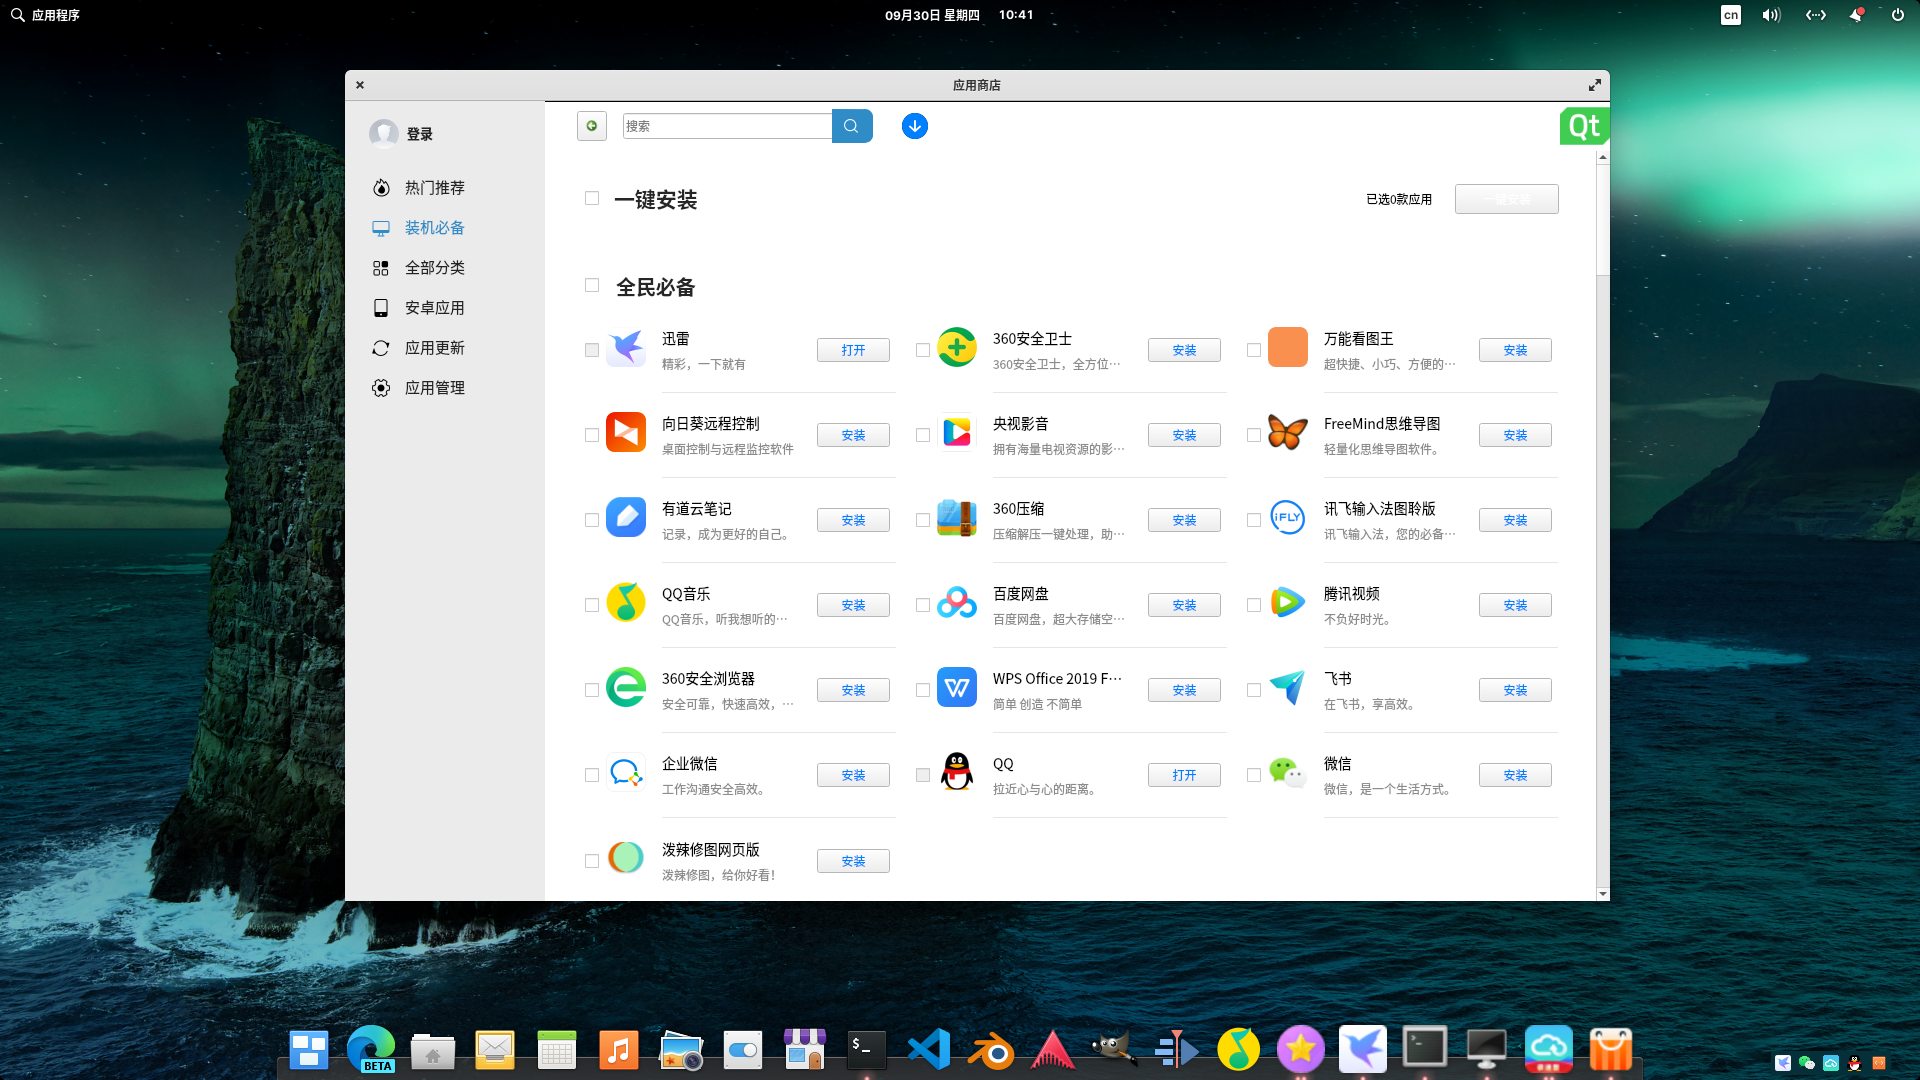 应用程序
09月30日 星期四 10:41
cn
应用商店
登录
搜索
Qt
热门推荐
装机必备
全部分类
安卓应用
应用更新
应用管理
一键安装
已选0款应用
一键安装
全民必备
迅雷
精彩，一下就有
打开
360安全卫士
360安全卫士，全方位···
安装
万能看图王
超快捷、小巧、方便的···
安装
向日葵远程控制
桌面控制与远程监控软件
安装
央视影音
拥有海量电视资源的影···
安装
FreeMind思维导图
轻量化思维导图软件。
安装
有道云笔记
记录，成为更好的自己。
安装
360压缩
压缩解压一键处理，助···
安装
iFLY
讯飞输入法图聆版
讯飞输入法，您的必备···
安装
QQ音乐
QQ音乐，听我想听的···
安装
百度网盘
百度网盘，超大存储空···
安装
腾讯视频
不负好时光。
安装
360安全浏览器
安全可靠，快速高效，···
安装
WPS Office 2019 F···
简单 创造 不简单
安装
飞书
在飞书，享高效。
安装
企业微信
工作沟通安全高效。
安装
QQ
拉近心与心的距离。
打开
微信
微信，是一个生活方式。
安装
泼辣修图网页版
泼辣修图，给你好看！
安装
BETA
$_